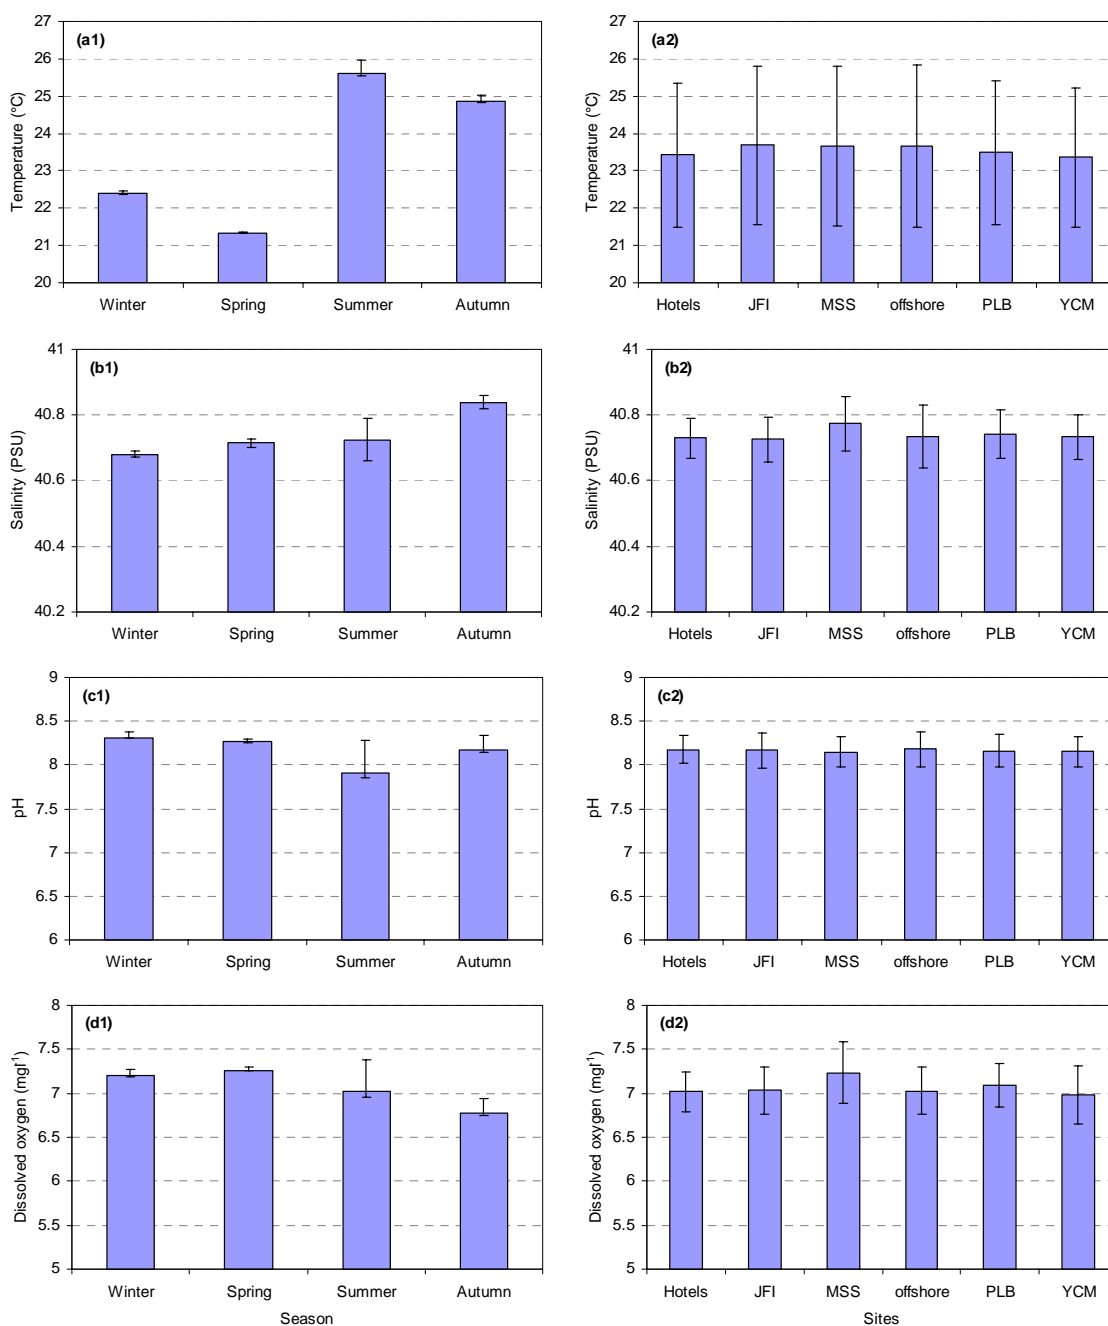 (a1)
Temperature (°C)
27
26
25
24
23
22
21
20
Winter Spring Summer Autumn
(a2)
Temperature (°C)
27
26
25
24
23
22
21
20
Hotels JFI MSS offshore PLB YCM
(b1)
Salinity (PSU)
41
40.8
40.6
40.4
40.2
Winter Spring Summer Autumn
(b2)
Salinity (PSU)
41
40.8
40.6
40.4
40.2
Hotels JFI MSS offshore PLB YCM
(c1)
pH
9
8.5
8
7.5
7
6.5
6
Winter Spring Summer Autumn
(c2)
pH
9
8.5
8
7.5
7
6.5
6
Hotels JFI MSS offshore PLB YCM
(d1)
Dissolved oxygen (mgl⁻¹)
8
7.5
7
6.5
6
5.5
5
Winter Spring Summer Autumn
Season
(d2)
Dissolved oxygen (mgl⁻¹)
8
7.5
7
6.5
6
5.5
5
Hotels JFI MSS offshore PLB YCM
Sites